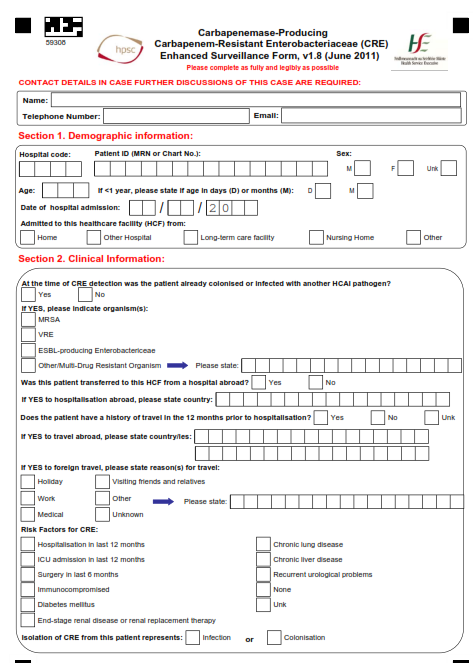 59306
hpsc
Carbapenemase-Producing
Carbapenem-Resistant Enterobacteriaceae (CRE)
Enhanced Surveillance Form, v1.8 (June 2011)
Please complete as fully and legibly as possible
Feidhmeannacht na Seirbhíse Sláinte
Health Service Executive
CONTACT DETAILS IN CASE FURTHER DISCUSSIONS OF THIS CASE ARE REQUIRED:
Name:
Telephone Number: Email:
Section 1. Demographic information:
Hospital code: Patient ID (MRN or Chart No.): Sex:
M F Unk
Age: If <1 year, please state if age in days (D) or months (M): D M
Date of hospital admission: / / 2 0
Admitted to this healthcare facility (HCF) from:
Home Other Hospital Long-term care facility Nursing Home Other
Section 2. Clinical Information:
At the time of CRE detection was the patient already colonised or infected with another HCAI pathogen?
Yes No
If YES, please indicate organism(s):
MRSA
VRE
ESBL-producing Enterobactericeae
Other/Multi-Drug Resistant Organism Please state:
Was this patient transferred to this HCF from a hospital abroad? Yes No
If YES to hospitalisation abroad, please state country:
Does the patient have a history of travel in the 12 months prior to hospitalisation? Yes No Unk
If YES to travel abroad, please state country/ies:
If YES to foreign travel, please state reason(s) for travel:
Holiday Visiting friends and relatives
Work Other Please state:
Medical Unknown
Risk Factors for CRE:
Hospitalisation in last 12 months Chronic lung disease
ICU admission in last 12 months Chronic liver disease
Surgery in last 6 months Recurrent urological problems
Immunocompromised None
Diabetes mellitus Unk
End-stage renal disease or renal replacement therapy
Isolation of CRE from this patient represents: Infection or Colonisation